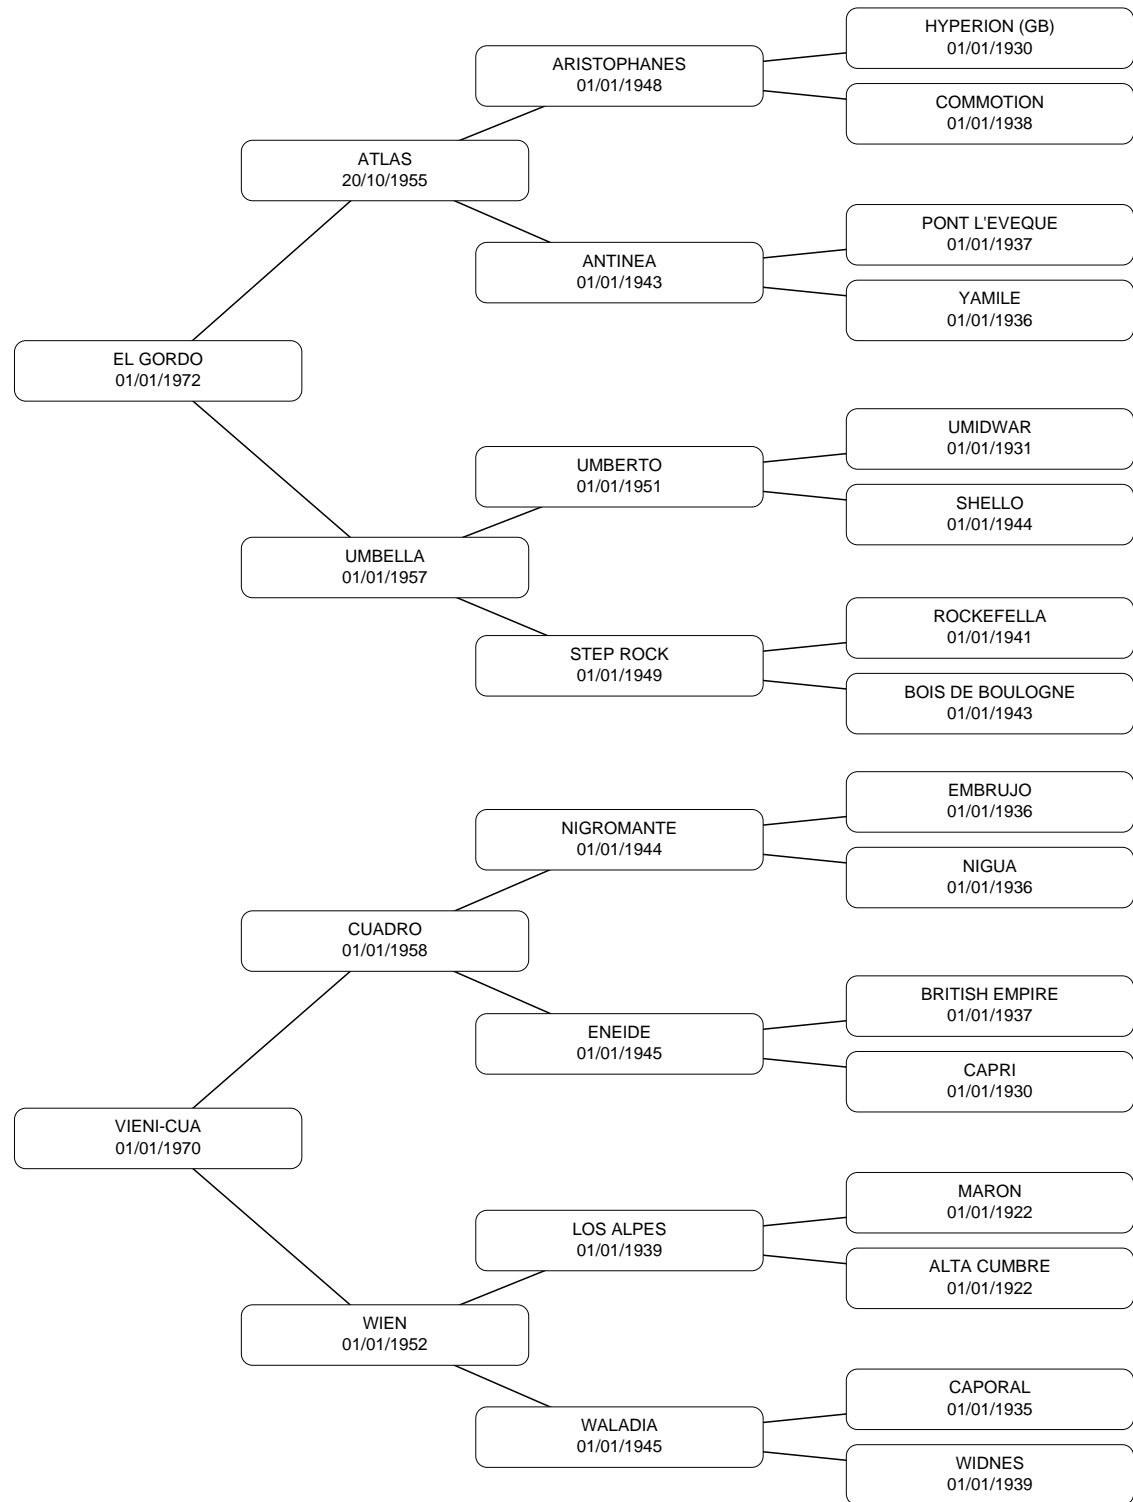 HYPERION (GB)
01/01/1930
ARISTOPHANES
01/01/1948
COMMOTION
01/01/1938
ATLAS
20/10/1955
PONT L'EVEQUE
01/01/1937
ANTINEA
01/01/1943
YAMILE
01/01/1936
EL GORDO
01/01/1972
UMIDWAR
01/01/1931
UMBERTO
01/01/1951
SHELLO
01/01/1944
UMBELLA
01/01/1957
ROCKEFELLA
01/01/1941
STEP ROCK
01/01/1949
BOIS DE BOULOGNE
01/01/1943
EMBRUJO
01/01/1936
NIGROMANTE
01/01/1944
NIGUA
01/01/1936
CUADRO
01/01/1958
BRITISH EMPIRE
01/01/1937
ENEIDE
01/01/1945
CAPRI
01/01/1930
VIENI-CUA
01/01/1970
MARON
01/01/1922
LOS ALPES
01/01/1939
ALTA CUMBRE
01/01/1922
WIEN
01/01/1952
CAPORAL
01/01/1935
WALADIA
01/01/1945
WIDNES
01/01/1939